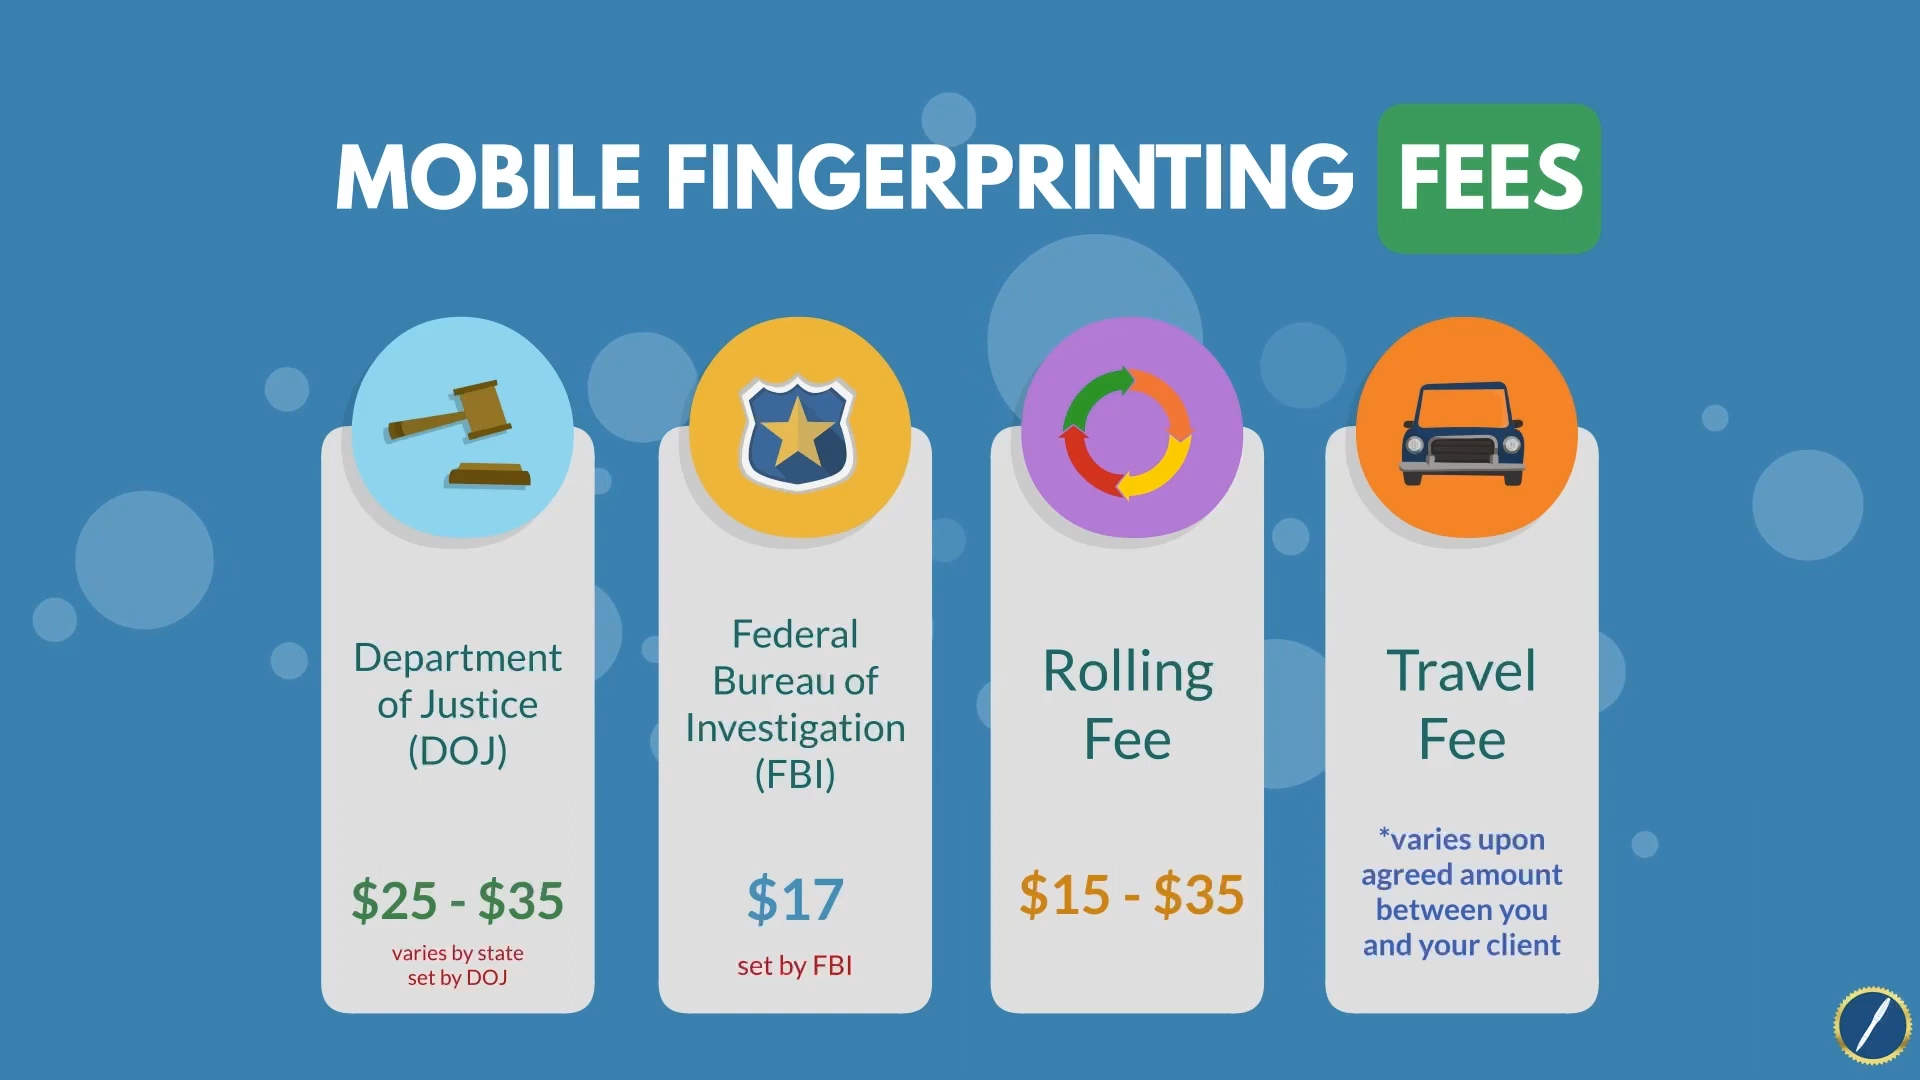 MOBILE FINGERPRINTING FEES
Department
of Justice
(DOJ)
$25 - $35
varies by state
set by DOJ
Federal
Bureau of
Investigation
(FBI)
$17
set by FBI
Rolling
Fee
$15 - $35
Travel
Fee
*varies upon
agreed amount
between you
and your client